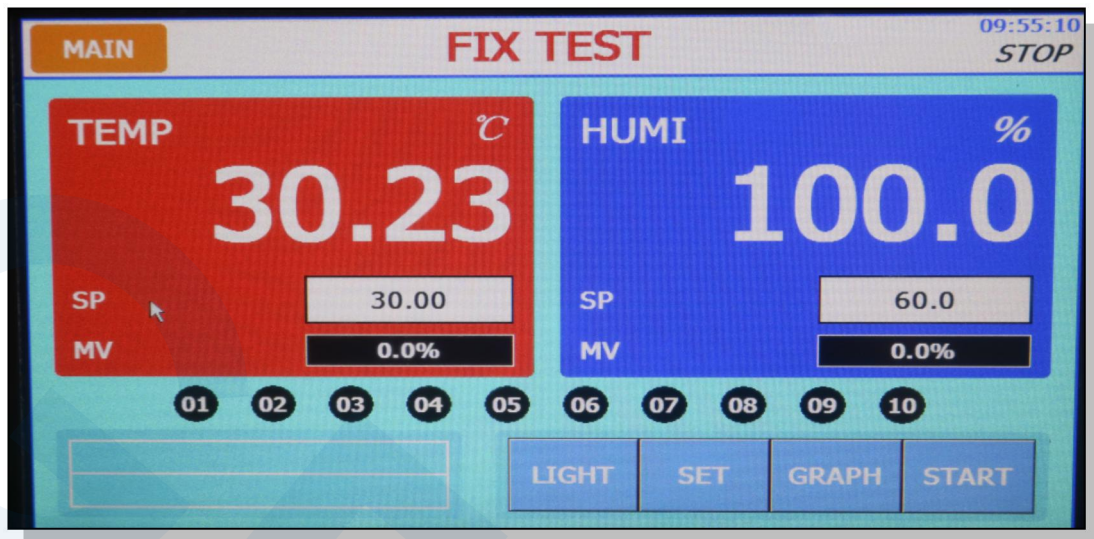 MAIN
FIX TEST
09:55:10
STOP
TEMP ℃
30.23
SP 30.00
MV 0.0%
HUMI %
100.0
SP 60.0
MV 0.0%
01 02 03 04 05 06 07 08 09 10
LIGHT SET GRAPH START